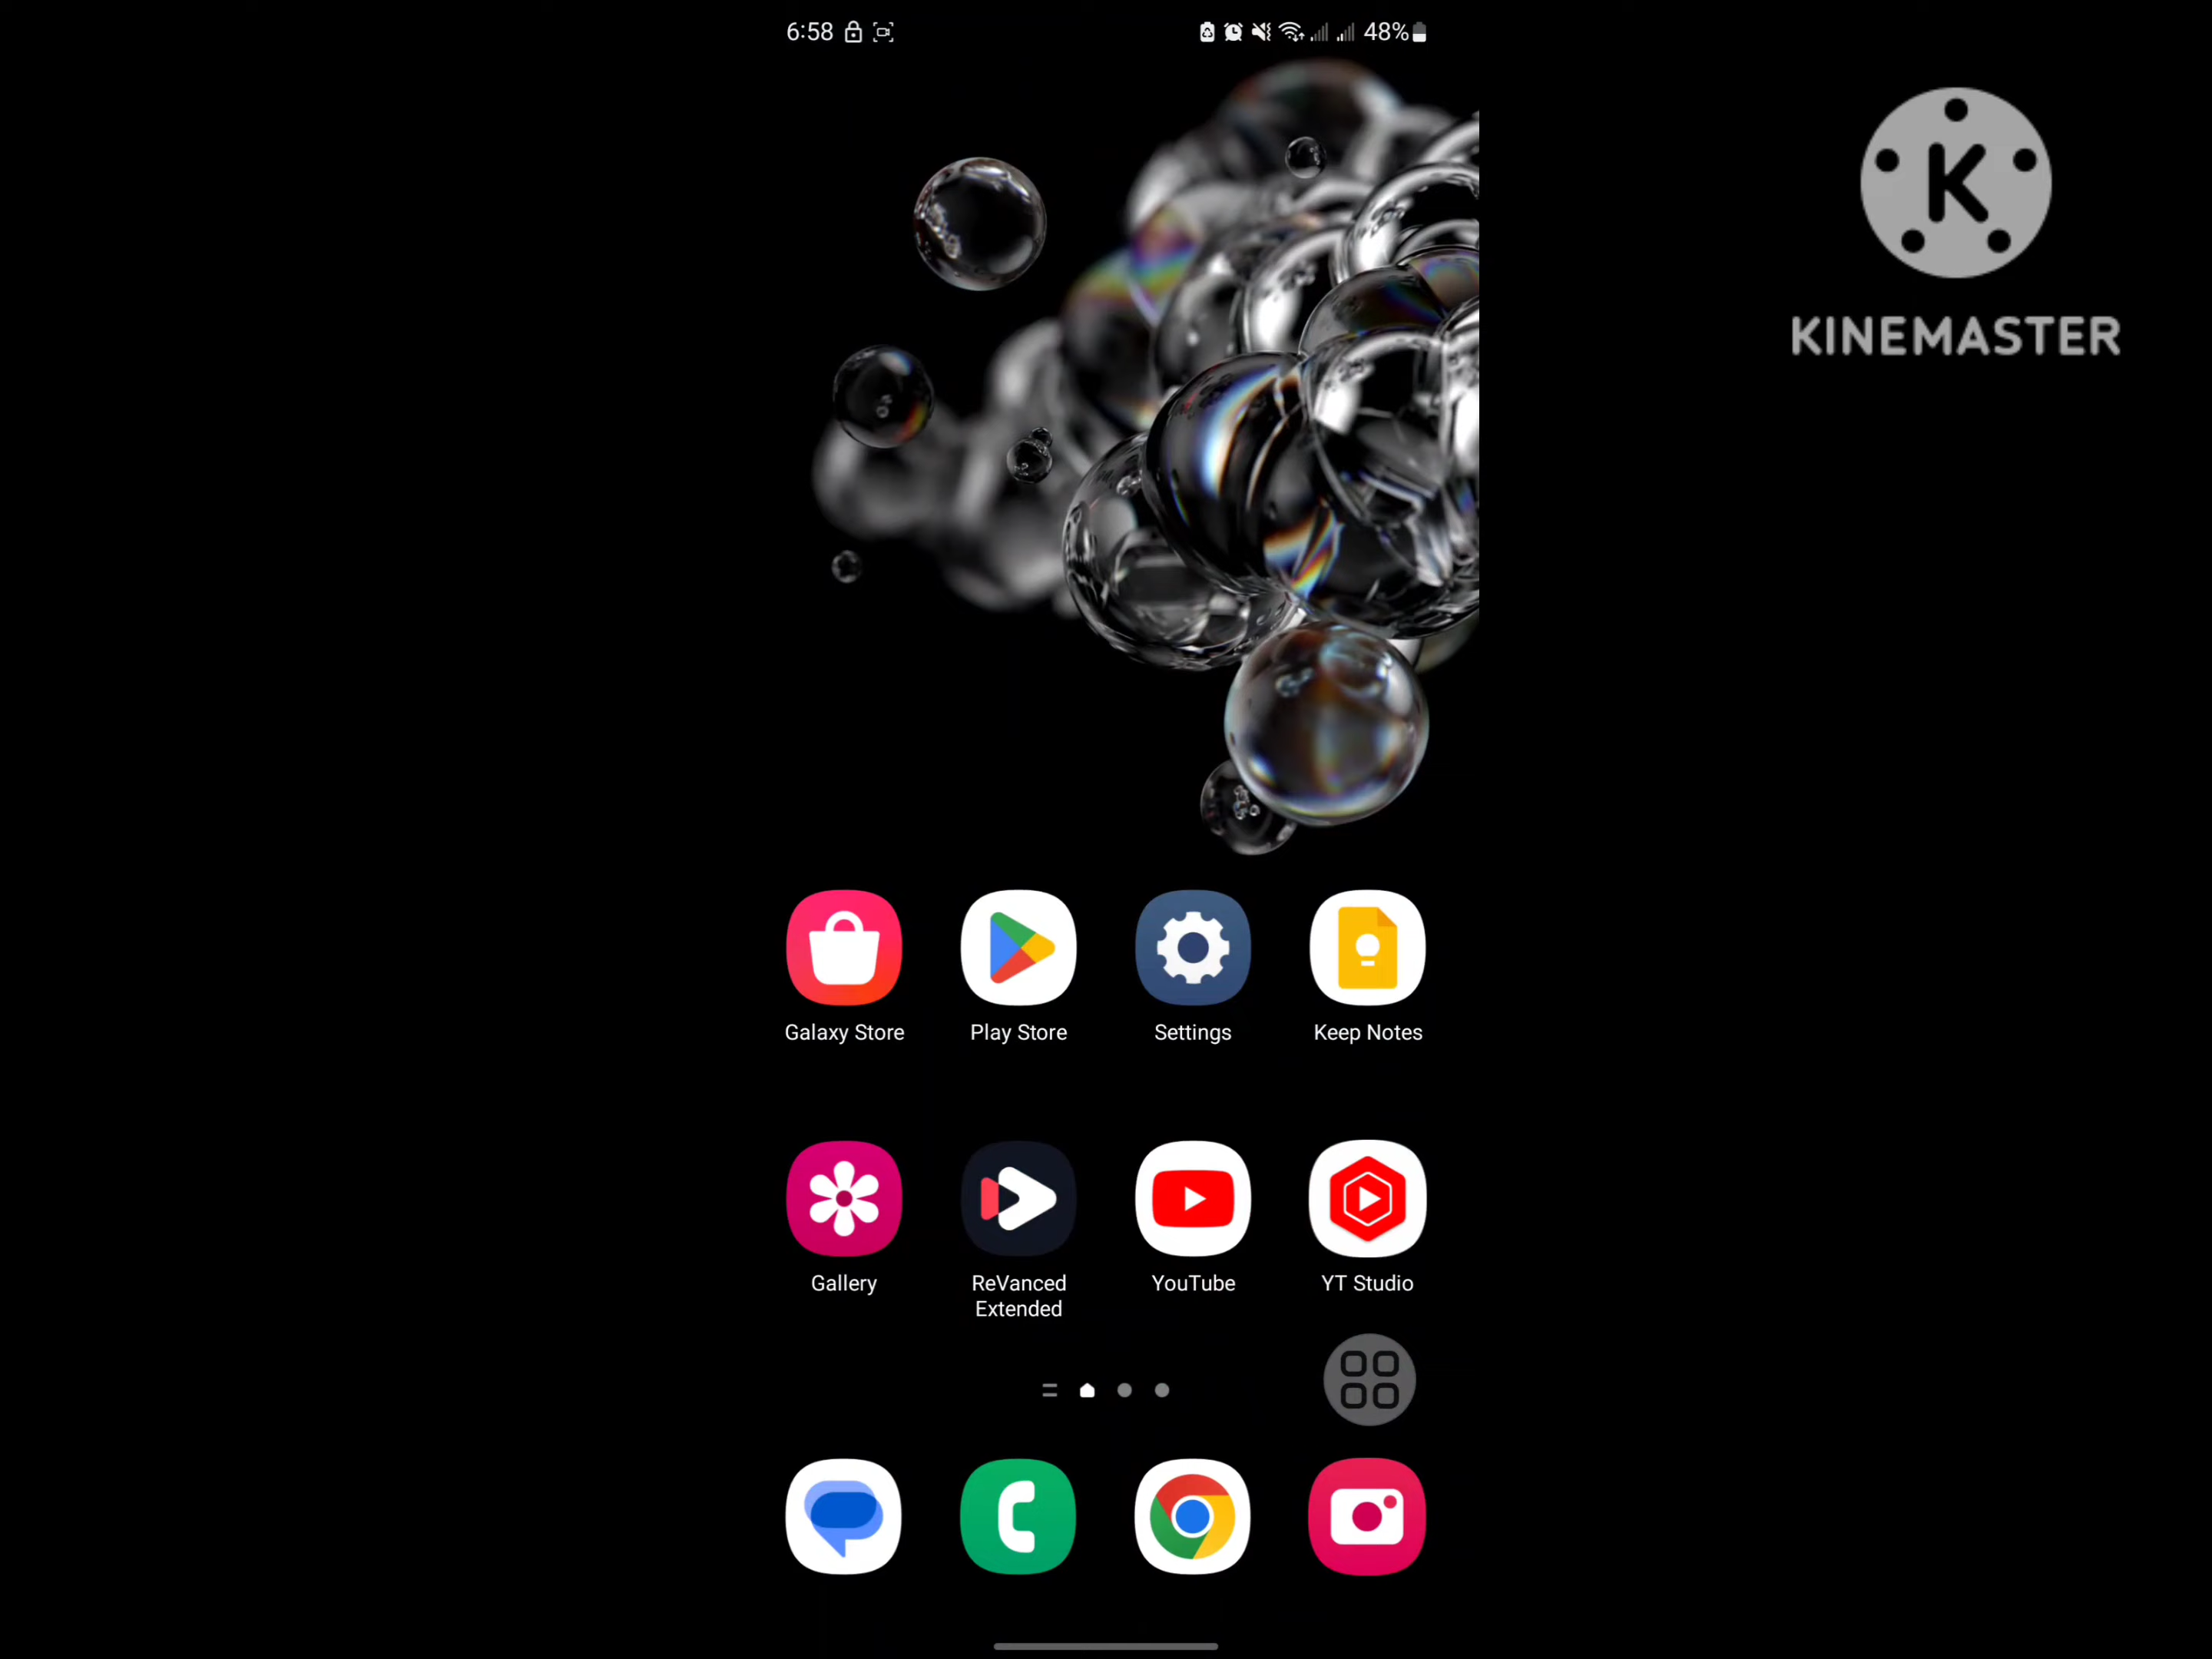 6:58
48%
KINEMASTER
Galaxy Store
Play Store
Settings
Keep Notes
Gallery
ReVanced
Extended
YouTube
YT Studio